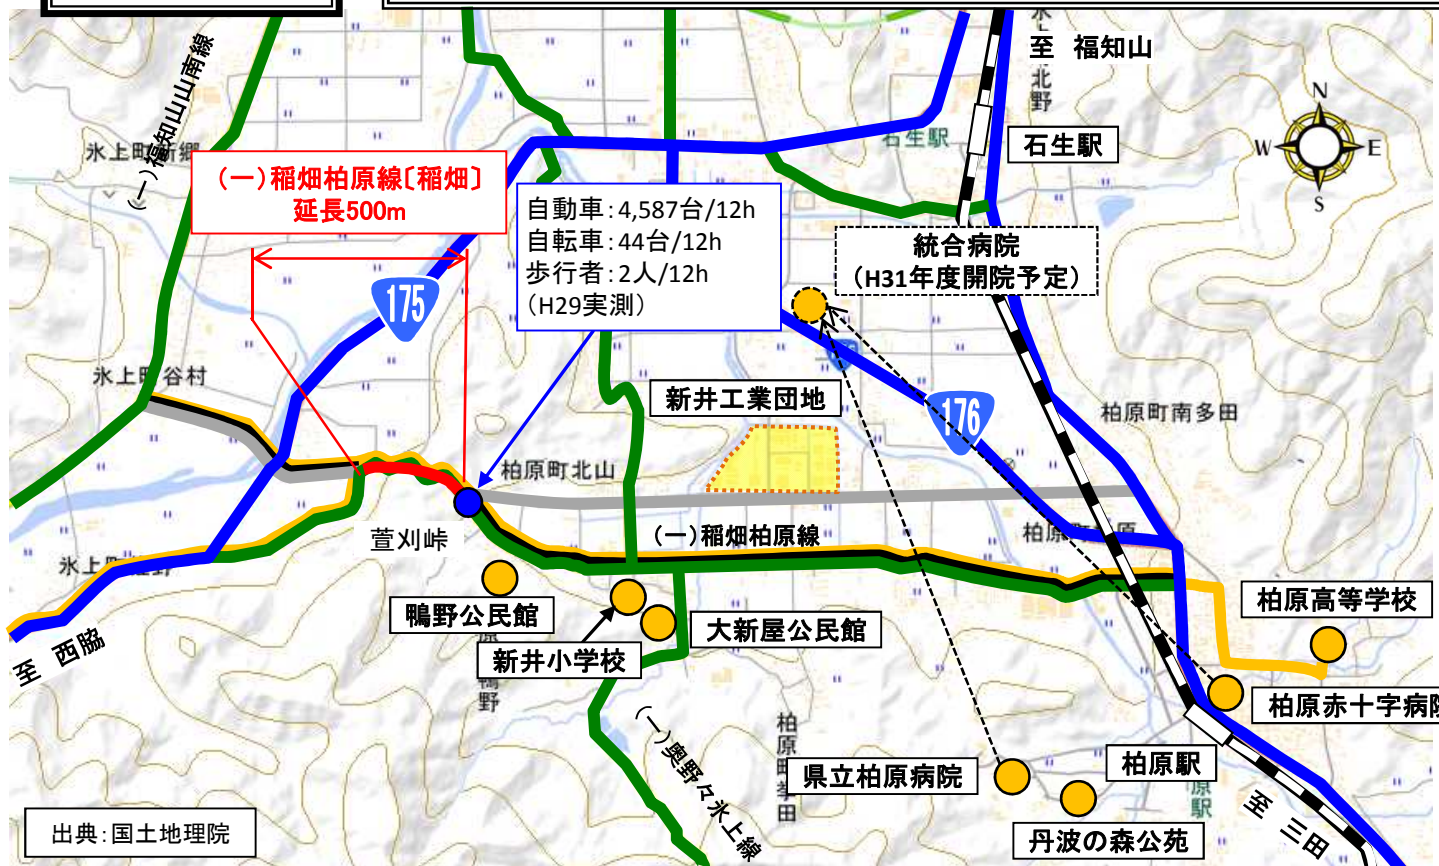 至 福知山
北野
石生駅
石生駅
(一)福知山山南線
氷上町新郷
(一)稲畑柏原線〔稲畑〕
延長500m
自動車:4,587台/12h
自転車:44台/12h
歩行者:2人/12h
(H29実測)
N
W
E
S
統合病院
(H31年度開院予定)
175
176
氷上町谷村
新井工業団地
柏原町南多田
柏原町北山
萱刈峠
(一)稲畑柏原線
鴨野公民館
新井小学校
大新屋公民館
柏原高等学校
至 西脇
柏原赤十字病院
(一)奥野々氷上線
県立柏原病院
柏原駅
丹波の森公苑
至 三田
出典:国土地理院